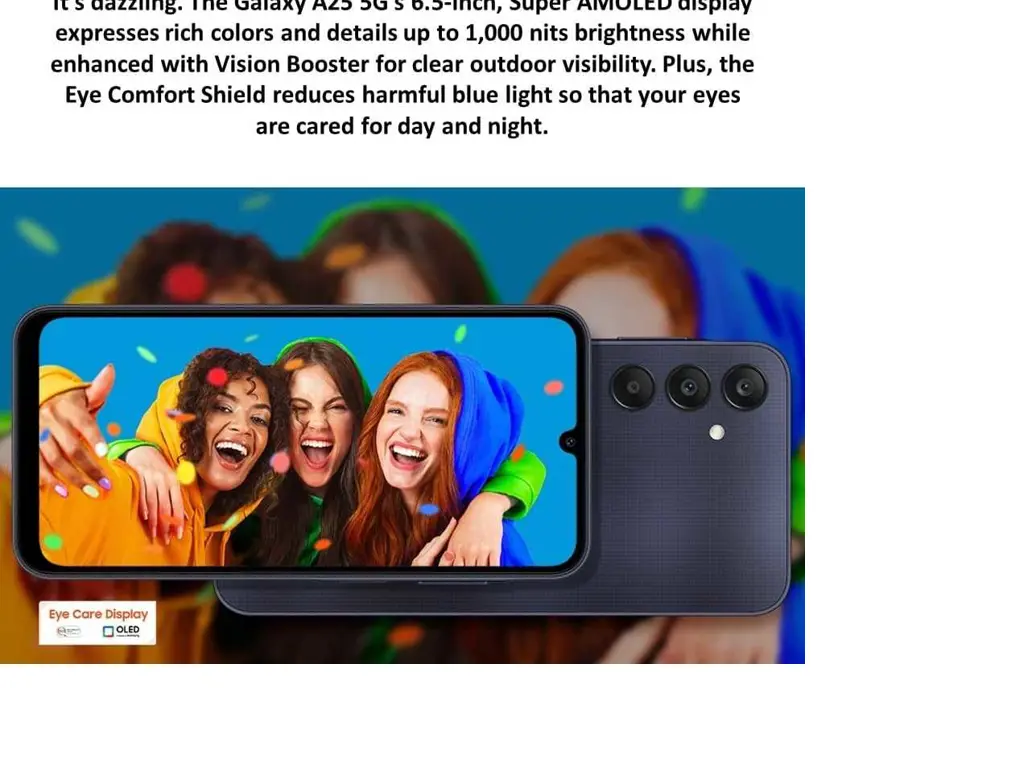 It's dazzling. The Galaxy A25 5G's 6.5-inch, Super AMOLED display
expresses rich colors and details up to 1,000 nits brightness while
enhanced with Vision Booster for clear outdoor visibility. Plus, the
Eye Comfort Shield reduces harmful blue light so that your eyes
are cared for day and night.
Eye Care Display
OLED